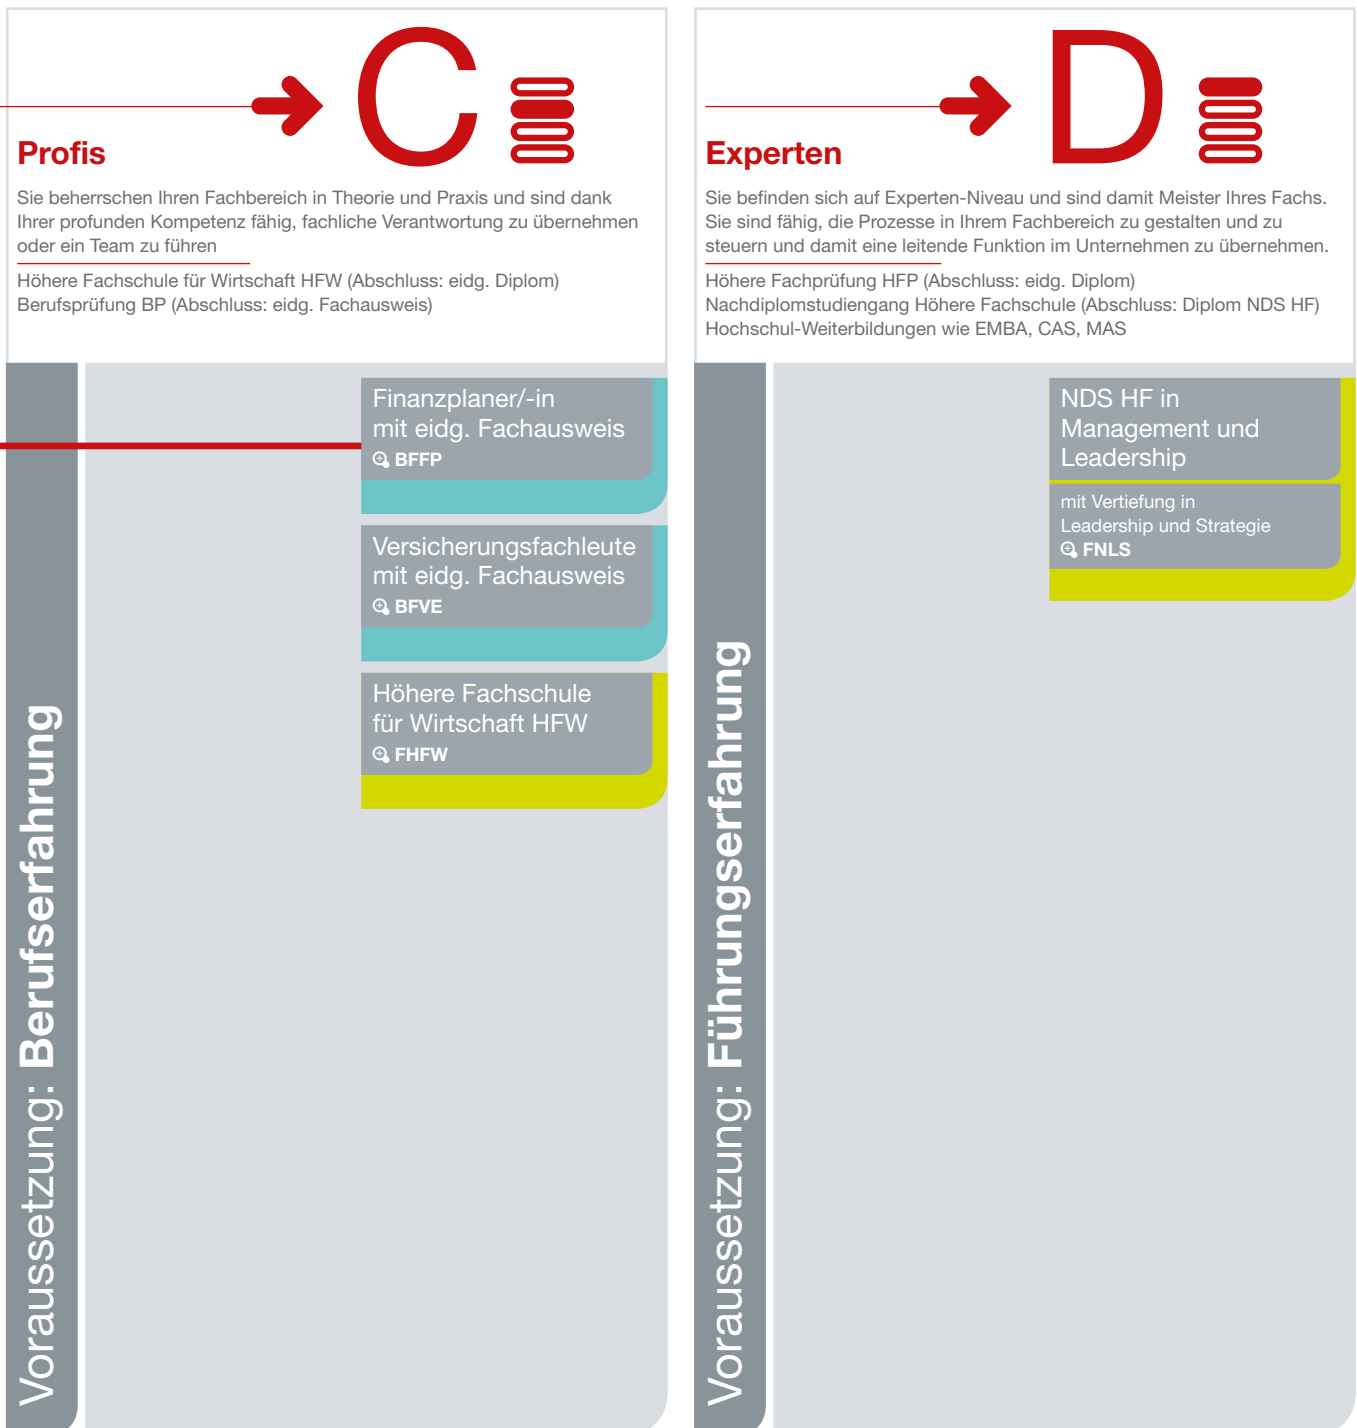 C
Profis
Sie beherrschen Ihren Fachbereich in Theorie und Praxis und sind dank
Ihrer profunden Kompetenz fähig, fachliche Verantwortung zu übernehmen
oder ein Team zu führen
Höhere Fachschule für Wirtschaft HFW (Abschluss: eidg. Diplom)
Berufsprüfung BP (Abschluss: eidg. Fachausweis)
Voraussetzung: Berufserfahrung
Finanzplaner/-in
mit eidg. Fachausweis
BFFP
Versicherungsfachleute
mit eidg. Fachausweis
BFVE
Höhere Fachschule
für Wirtschaft HFW
FHFW
D
Experten
Sie befinden sich auf Experten-Niveau und sind damit Meister Ihres Fachs.
Sie sind fähig, die Prozesse in Ihrem Fachbereich zu gestalten und zu
steuern und damit eine leitende Funktion im Unternehmen zu übernehmen.
Höhere Fachprüfung HFP (Abschluss: eidg. Diplom)
Nachdiplomstudiengang Höhere Fachschule (Abschluss: Diplom NDS HF)
Hochschul-Weiterbildungen wie EMBA, CAS, MAS
Voraussetzung: Führungserfahrung
NDS HF in
Management und
Leadership
mit Vertiefung in
Leadership und Strategie
FNLS